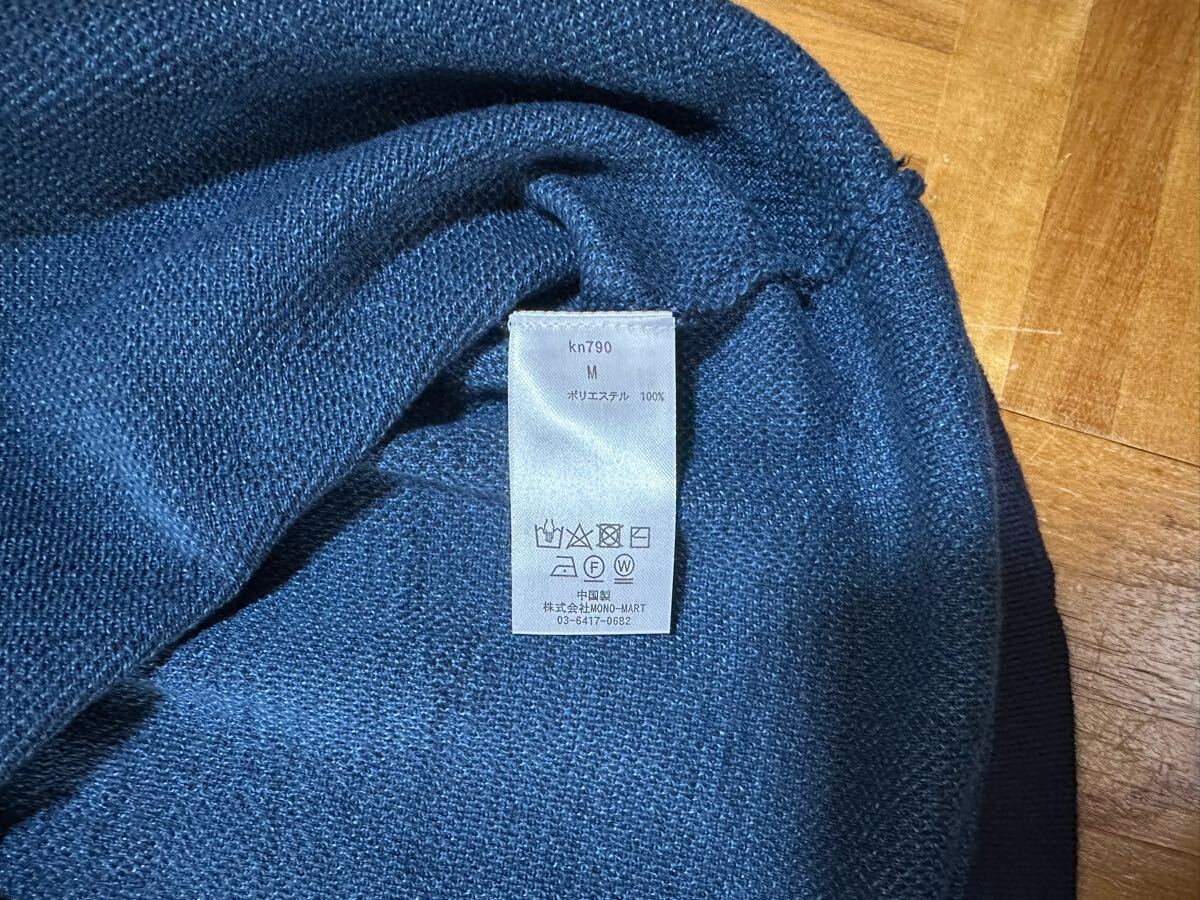 kn790
M
ポリエステル 100%
F W
中国製
株式会社MONO-MART
03-6417-0682